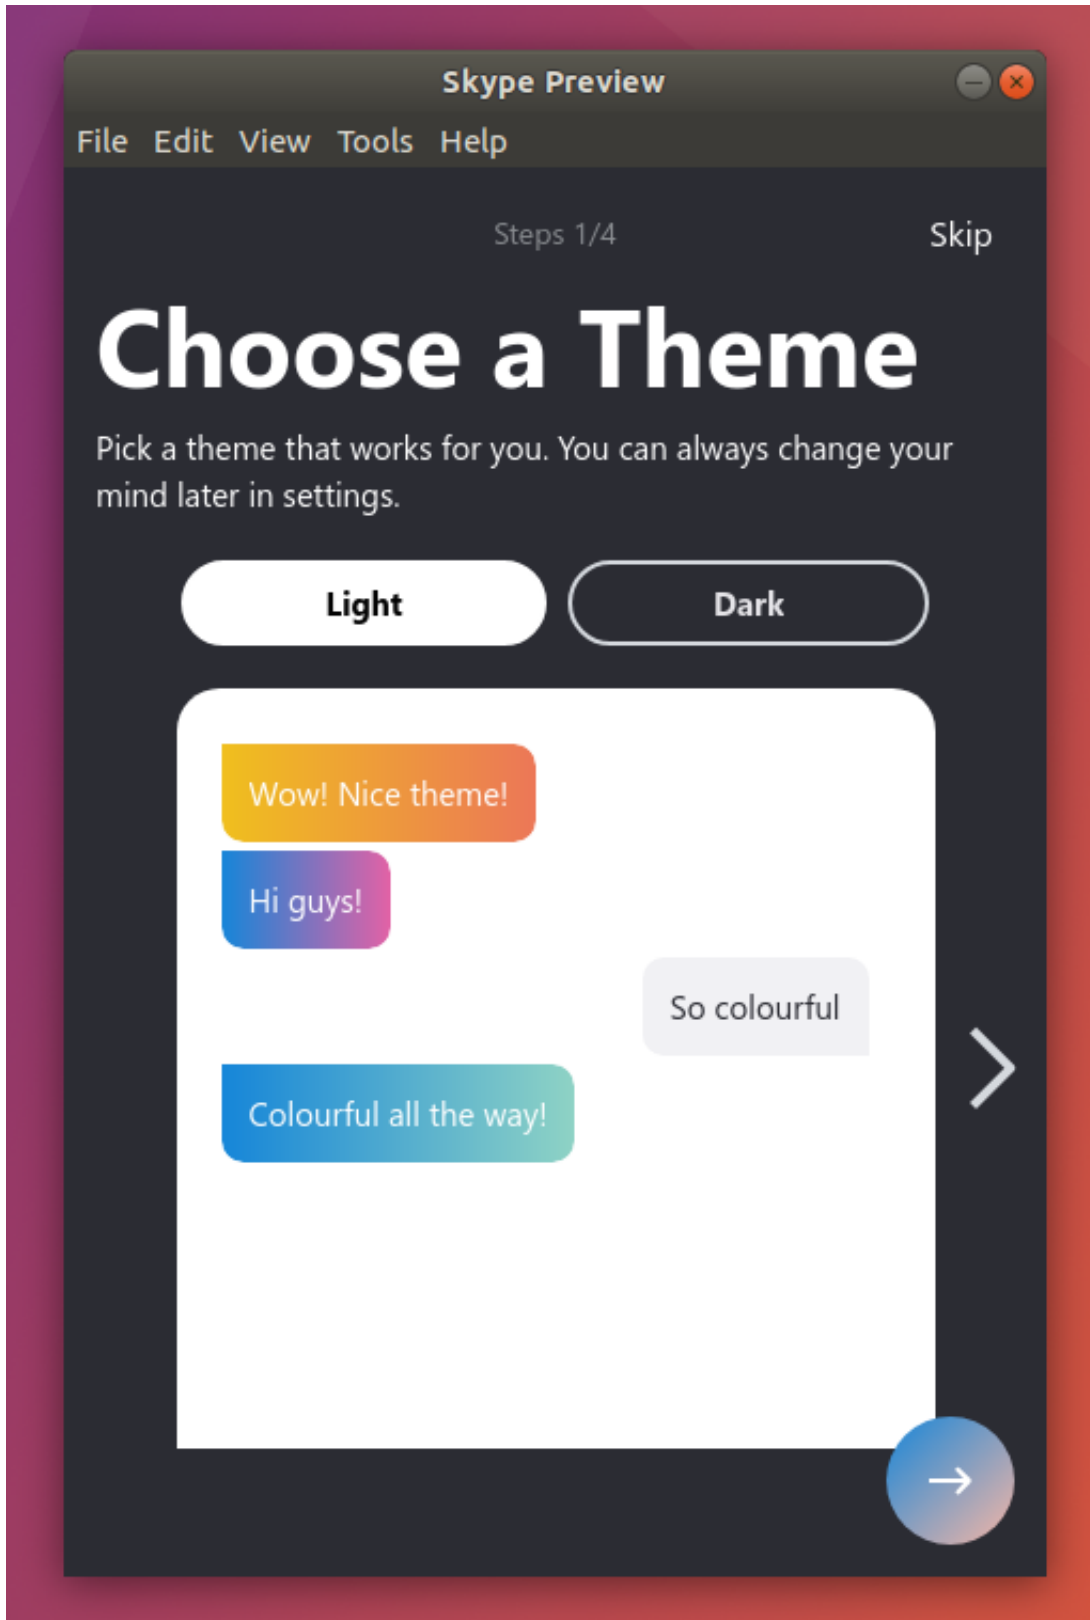 Skype Preview
File Edit View Tools Help
Steps 1/4
Skip
Choose a Theme
Pick a theme that works for you. You can always change your
mind later in settings.
Light
Dark
Wow! Nice theme!
Hi guys!
So colourful
Colourful all the way!